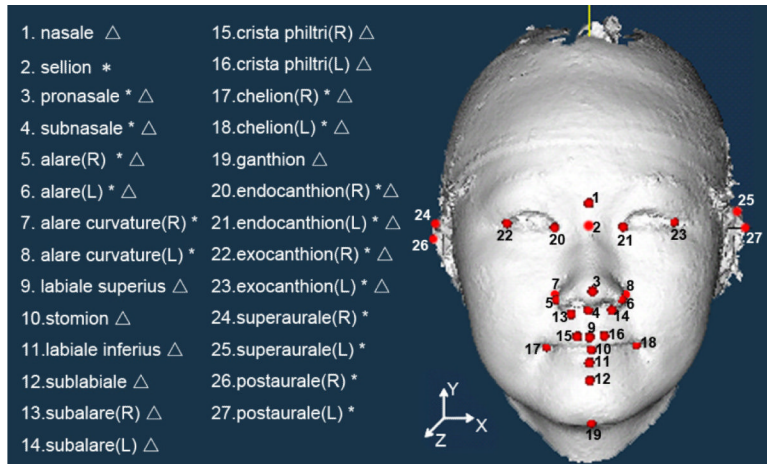 1. nasale △
2. sellion *
3. pronasale * △
4. subnasale * △
5. alare(R) * △
6. alare(L) * △
7. alare curvature(R) *
8. alare curvature(L) *
9. labiale superius △
10.stomion △
11.labiale inferius △
12.sublabiale △
13.subalare(R) △
14.subalare(L) △
15.crista philtri(R) △
16.crista philtri(L) △
17.chelion(R) * △
18.chelion(L) * △
19.ganthion △
20.endocanthion(R) *△
21.endocanthion(L) * △
22.exocanthion(R) * △
23.exocanthion(L) * △
24.superaurale(R) *
25.superaurale(L) *
26.postaurale(R) *
27.postaurale(L) *
1
25
24
22
20
2
21
23
27
26
3
7
8
5
6
4
13
14
15
9
16
17
10
18
11
12
19
Y
X
Z